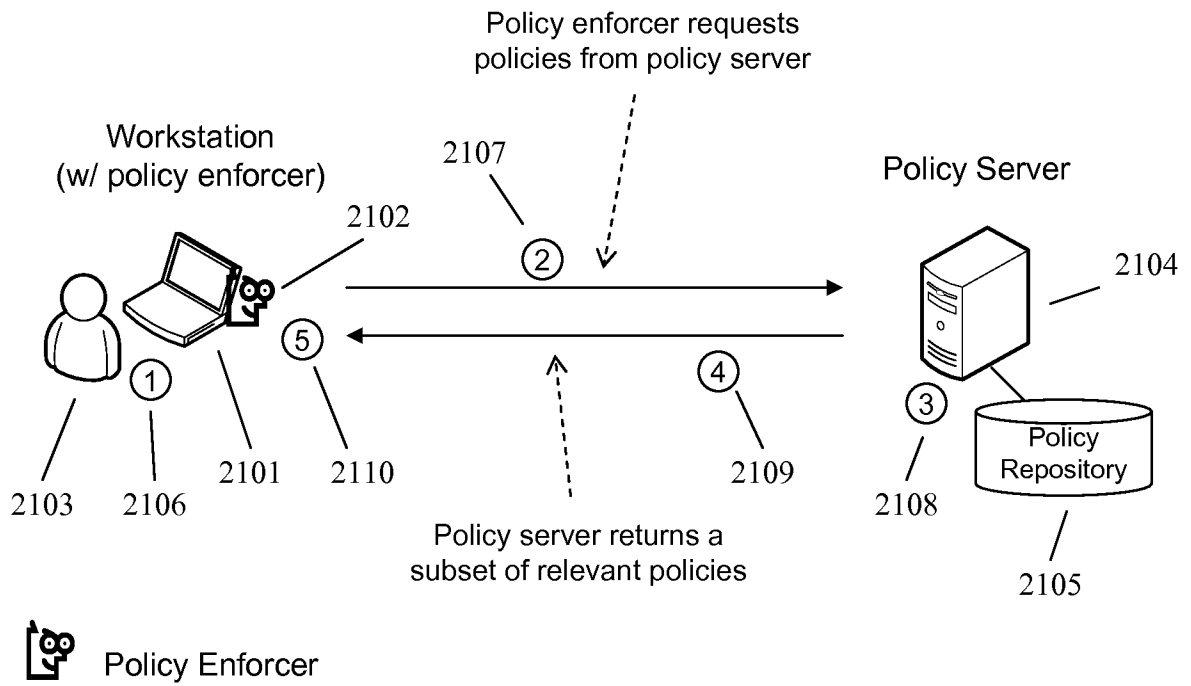 Policy enforcer requests
policies from policy server
Workstation
(w/ policy enforcer)
2107
Policy Server
2102
2
2104
5
4
1
3
Policy
Repository
2101
2110
2109
2103
2106
2108
Policy server returns a
subset of relevant policies
2105
Policy Enforcer